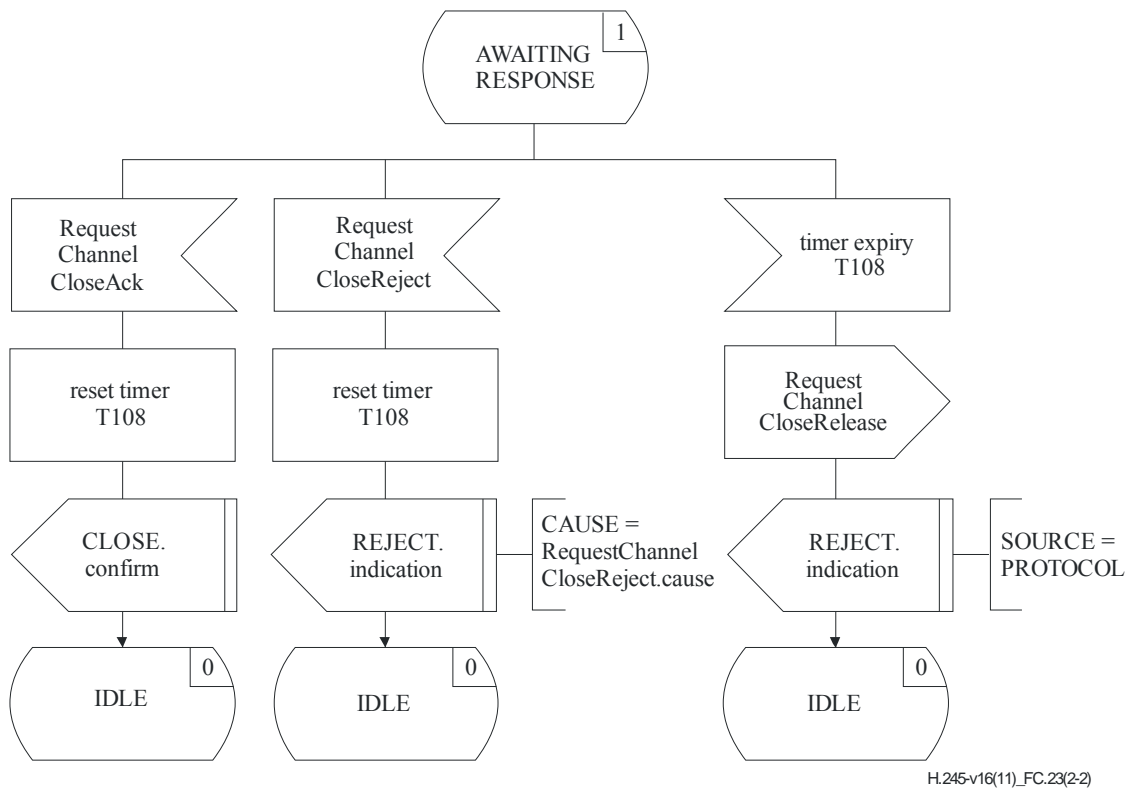 1
AWAITING
RESPONSE
Request
Channel
CloseAck
Request
Channel
CloseReject
timer expiry
T108
reset timer
T108
reset timer
T108
Request
Channel
CloseRelease
CLOSE.
confirm
REJECT.
indication
CAUSE =
RequestChannel
CloseReject.cause
REJECT.
indication
SOURCE =
PROTOCOL
0
IDLE
0
IDLE
0
IDLE
H.245-v16(11)_FC.23(2-2)